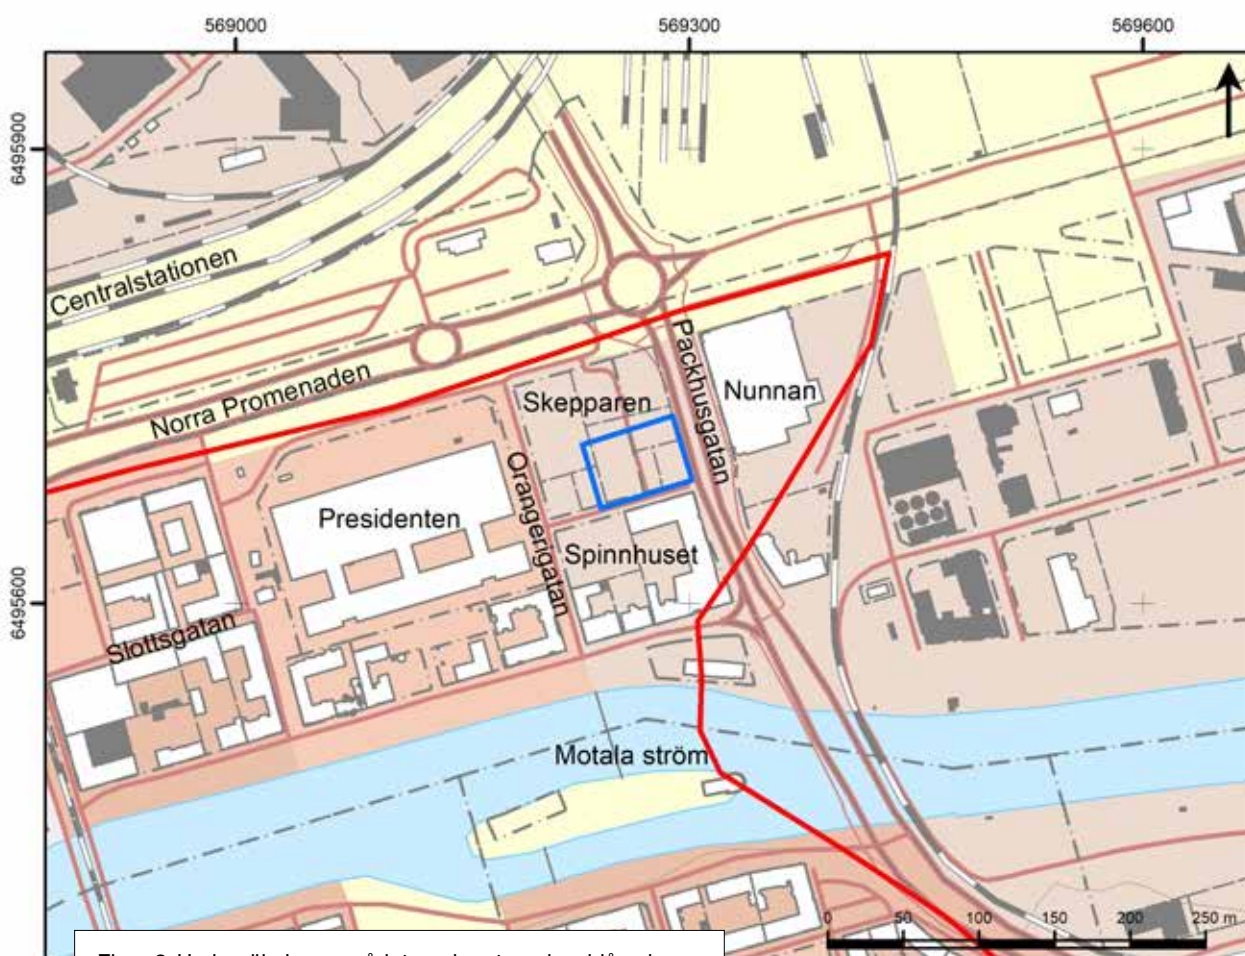 569000 569300 569600
6495900
Centralstationen
Norra Promenaden
Packhusgatan
Skepparen
Nunnan
Orangerigatan
Presidenten
Spinnhuset
6495600
Slottsgatan
Motala ström
0 50 100 150 200 250 m